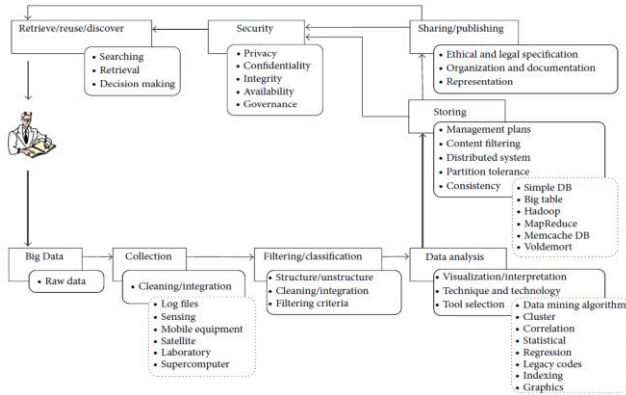 Retrieve/reuse/discover
• Searching
• Retrieval
• Decision making
Security
• Privacy
• Confidentiality
• Integrity
• Availability
• Governance
Sharing/publishing
• Ethical and legal specification
• Organization and documentation
• Representation
Storing
• Management plans
• Content filtering
• Distributed system
• Partition tolerance
• Consistency
• Simple DB
• Big table
• Hadoop
• MapReduce
• Memcache DB
• Voldemort
Big Data
• Raw data
Collection
• Cleaning/integration
• Log files
• Sensing
• Mobile equipment
• Satellite
• Laboratory
• Supercomputer
Filtering/classification
• Structure/unstructure
• Cleaning/integration
• Filtering criteria
Data analysis
• Visualization/interpretation
• Technique and technology
• Tool selection
• Data mining algorithm
• Cluster
• Correlation
• Statistical
• Regression
• Legacy codes
• Indexing
• Graphics